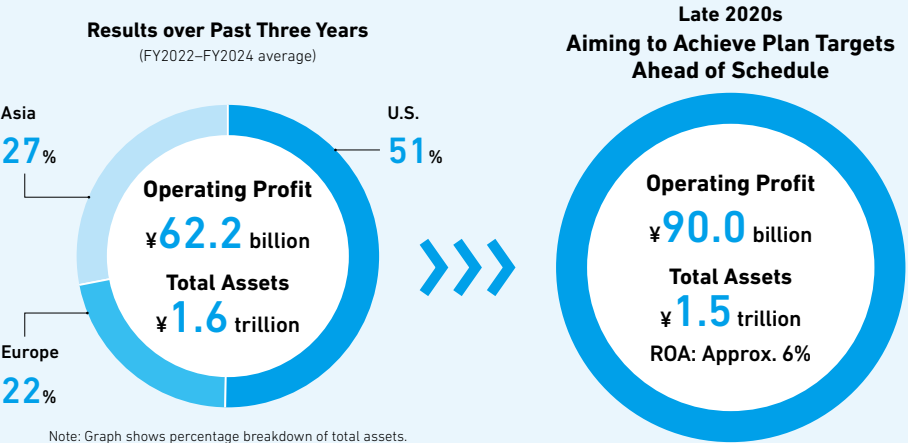 Results over Past Three Years
(FY2022–FY2024 average)
Asia
27%
U.S.
51%
Operating Profit
¥62.2 billion
Total Assets
¥1.6 trillion
Europe
22%
Note: Graph shows percentage breakdown of total assets.
Late 2020s
Aiming to Achieve Plan Targets
Ahead of Schedule
Operating Profit
¥90.0 billion
Total Assets
¥1.5 trillion
ROA: Approx. 6%